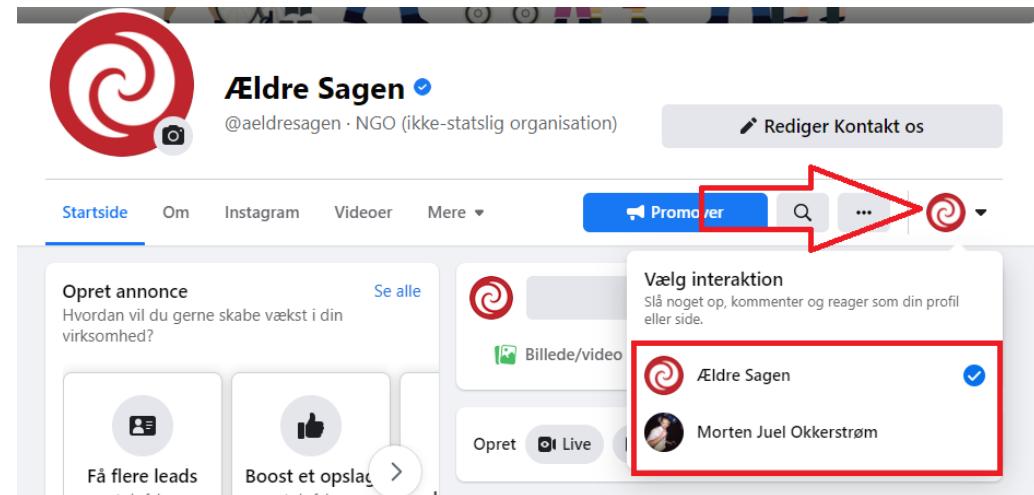 Ældre Sagen
@aeldresagen · NGO (ikke-statslig organisation)
Rediger Kontakt os
Startside Om Instagram Videoer Mere
Promover
Opret annonce Se alle
Hvordan vil du gerne skabe vækst i din
virksomhed?
Få flere leads
Boost et opslag
Billede/video
Opret Live
Vælg interaktion
Slå noget op, kommenter og reager som din profil
eller side.
Ældre Sagen
Morten Juel Okkerstrøm